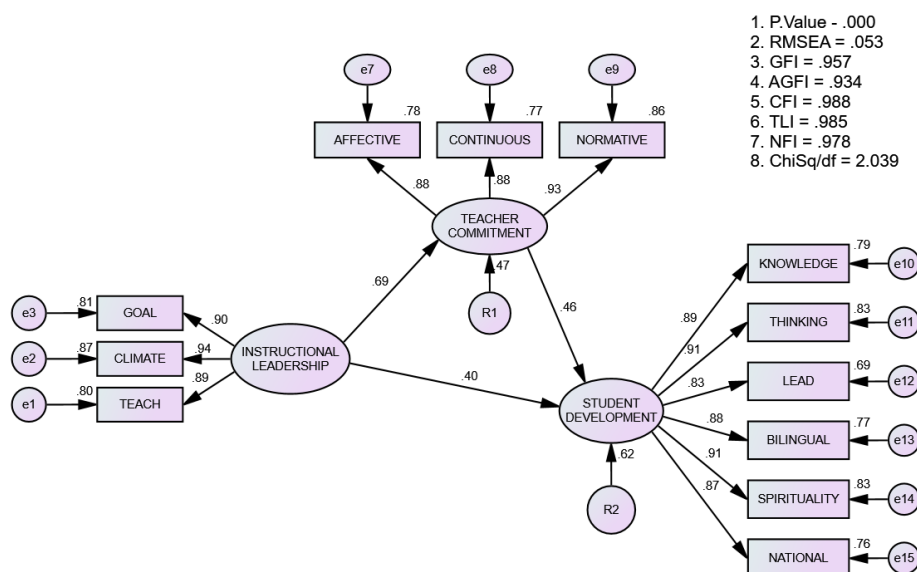 1. P.Value - .000
2. RMSEA = .053
3. GFI = .957
4. AGFI = .934
5. CFI = .988
6. TLI = .985
7. NFI = .978
8. ChiSq/df = 2.039
e7
e8
e9
.78
.77
.86
AFFECTIVE
CONTINUOUS
NORMATIVE
.88
.88
.93
TEACHER
COMMITMENT
.47
R1
.69
.46
.40
e3
.81
GOAL
.90
e2
.87
CLIMATE
.94
e1
.80
TEACH
.89
INSTRUCTIONAL
LEADERSHIP
STUDENT
DEVELOPMENT
.62
R2
.89
KNOWLEDGE
.79
e10
.91
THINKING
.83
e11
.83
LEAD
.69
e12
.88
BILINGUAL
.77
e13
.91
SPIRITUALITY
.83
e14
.87
NATIONAL
.76
e15